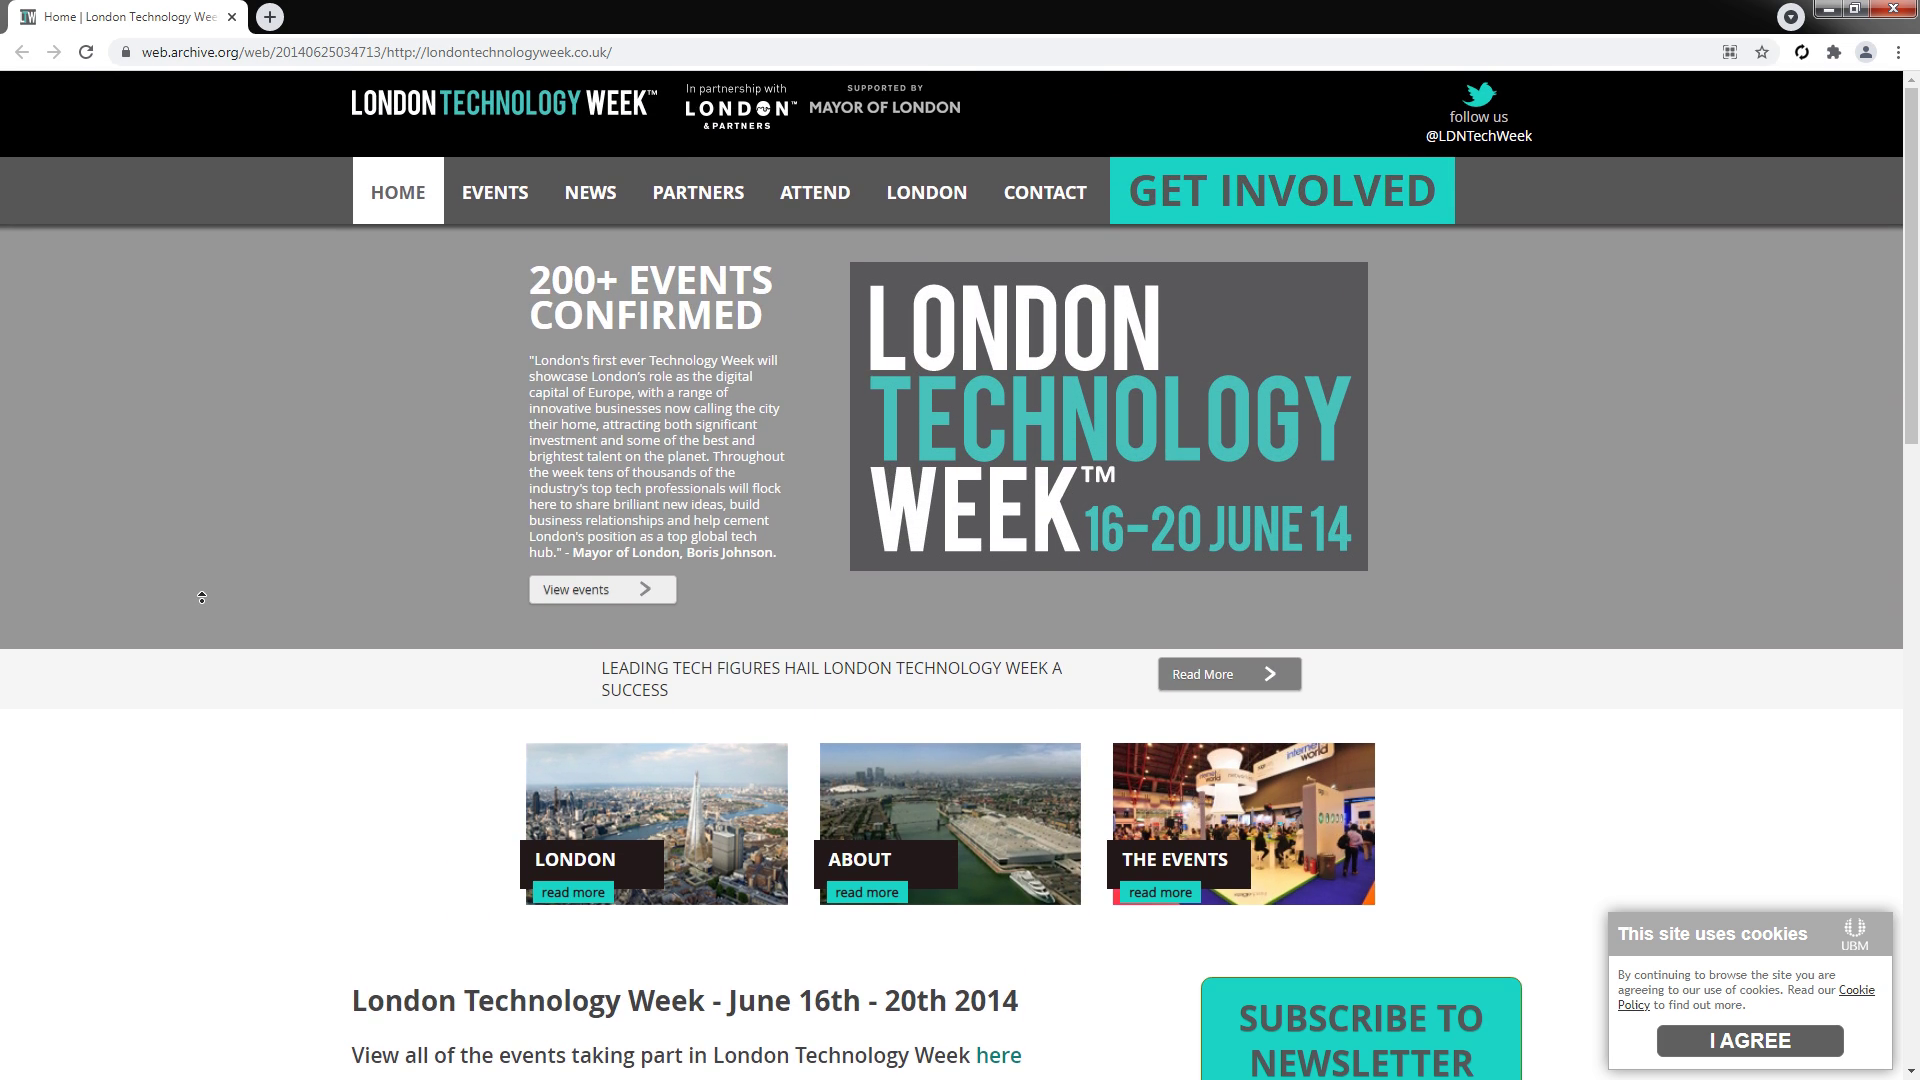 Home | London Technology Wee
web.archive.org/web/20140625034713/http://londontechnologyweek.co.uk/
LONDON TECHNOLOGY WEEK™
In partnership with
LONDON™
& PARTNERS
SUPPORTED BY
MAYOR OF LONDON
follow us
@LDNTechWeek
HOME EVENTS NEWS PARTNERS ATTEND LONDON CONTACT GET INVOLVED
200+ EVENTS
CONFIRMED
"London's first ever Technology Week will
showcase London's role as the digital
capital of Europe, with a range of
innovative businesses now calling the city
their home, attracting both significant
investment and some of the best and
brightest talent on the planet. Throughout
the week tens of thousands of the
industry's top tech professionals will flock
here to share brilliant new ideas, build
business relationships and help cement
London's position as a top global tech
hub." - Mayor of London, Boris Johnson.
View events
LONDON
TECHNOLOGY
WEEK™
16-20 JUNE 14
LEADING TECH FIGURES HAIL LONDON TECHNOLOGY WEEK A
SUCCESS
Read More
LONDON
read more
ABOUT
read more
internet
world
THE EVENTS
read more
London Technology Week - June 16th - 20th 2014
View all of the events taking part in London Technology Week here
SUBSCRIBE TO
NEWSLETTER
This site uses cookies
UBM
By continuing to browse the site you are
agreeing to our use of cookies. Read our Cookie
Policy to find out more.
I AGREE